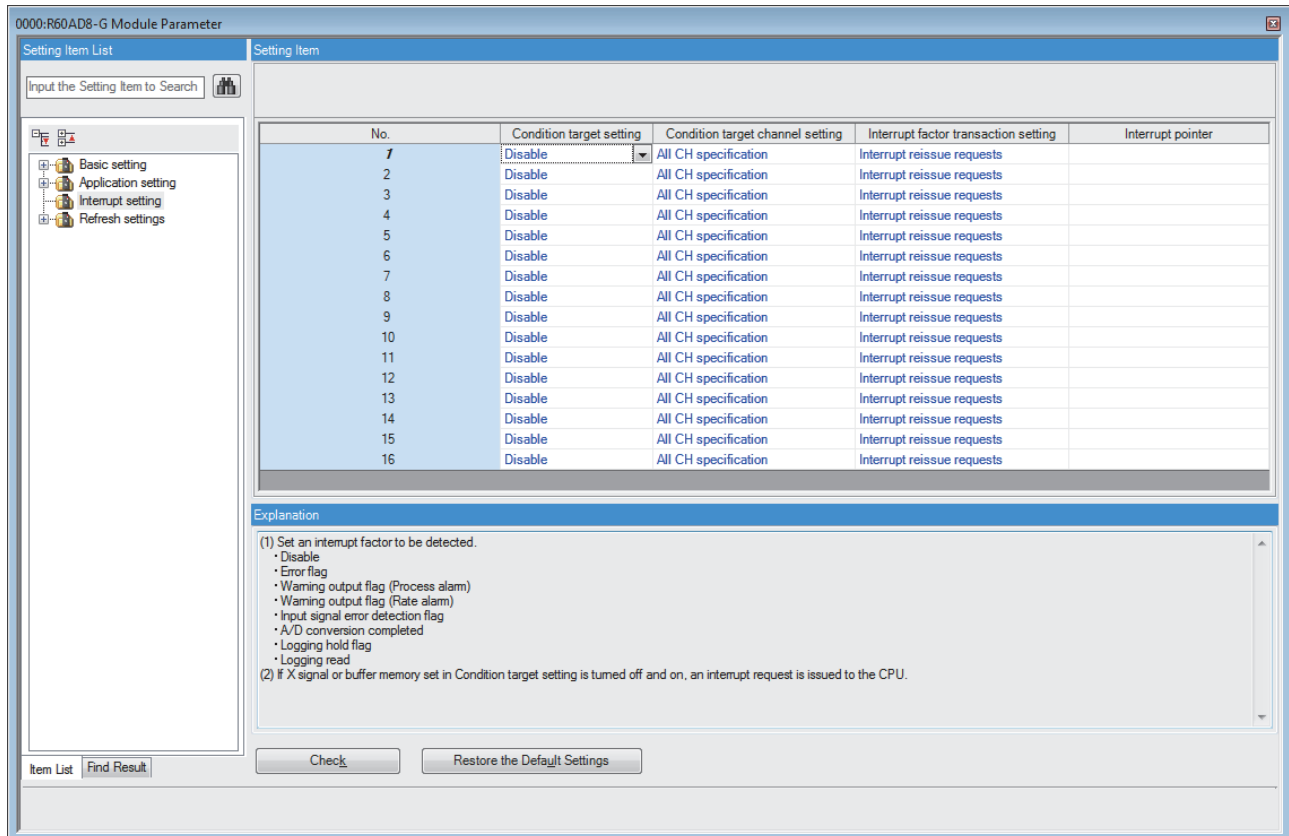 0000:R60AD8-G Module Parameter
Setting Item List
Setting Item
Input the Setting Item to Search
Basic setting
Application setting
Interrupt setting
Refresh settings
No. Condition target setting Condition target channel setting Interrupt factor transaction setting Interrupt pointer
1 Disable All CH specification Interrupt reissue requests
2 Disable All CH specification Interrupt reissue requests
3 Disable All CH specification Interrupt reissue requests
4 Disable All CH specification Interrupt reissue requests
5 Disable All CH specification Interrupt reissue requests
6 Disable All CH specification Interrupt reissue requests
7 Disable All CH specification Interrupt reissue requests
8 Disable All CH specification Interrupt reissue requests
9 Disable All CH specification Interrupt reissue requests
10 Disable All CH specification Interrupt reissue requests
11 Disable All CH specification Interrupt reissue requests
12 Disable All CH specification Interrupt reissue requests
13 Disable All CH specification Interrupt reissue requests
14 Disable All CH specification Interrupt reissue requests
15 Disable All CH specification Interrupt reissue requests
16 Disable All CH specification Interrupt reissue requests
Explanation
(1) Set an interrupt factor to be detected.
・Disable
・Error flag
・Warning output flag (Process alarm)
・Warning output flag (Rate alarm)
・Input signal error detection flag
・A/D conversion completed
・Logging hold flag
・Logging read
(2) If X signal or buffer memory set in Condition target setting is turned off and on, an interrupt request is issued to the CPU.
Item List Find Result
Check Restore the Default Settings